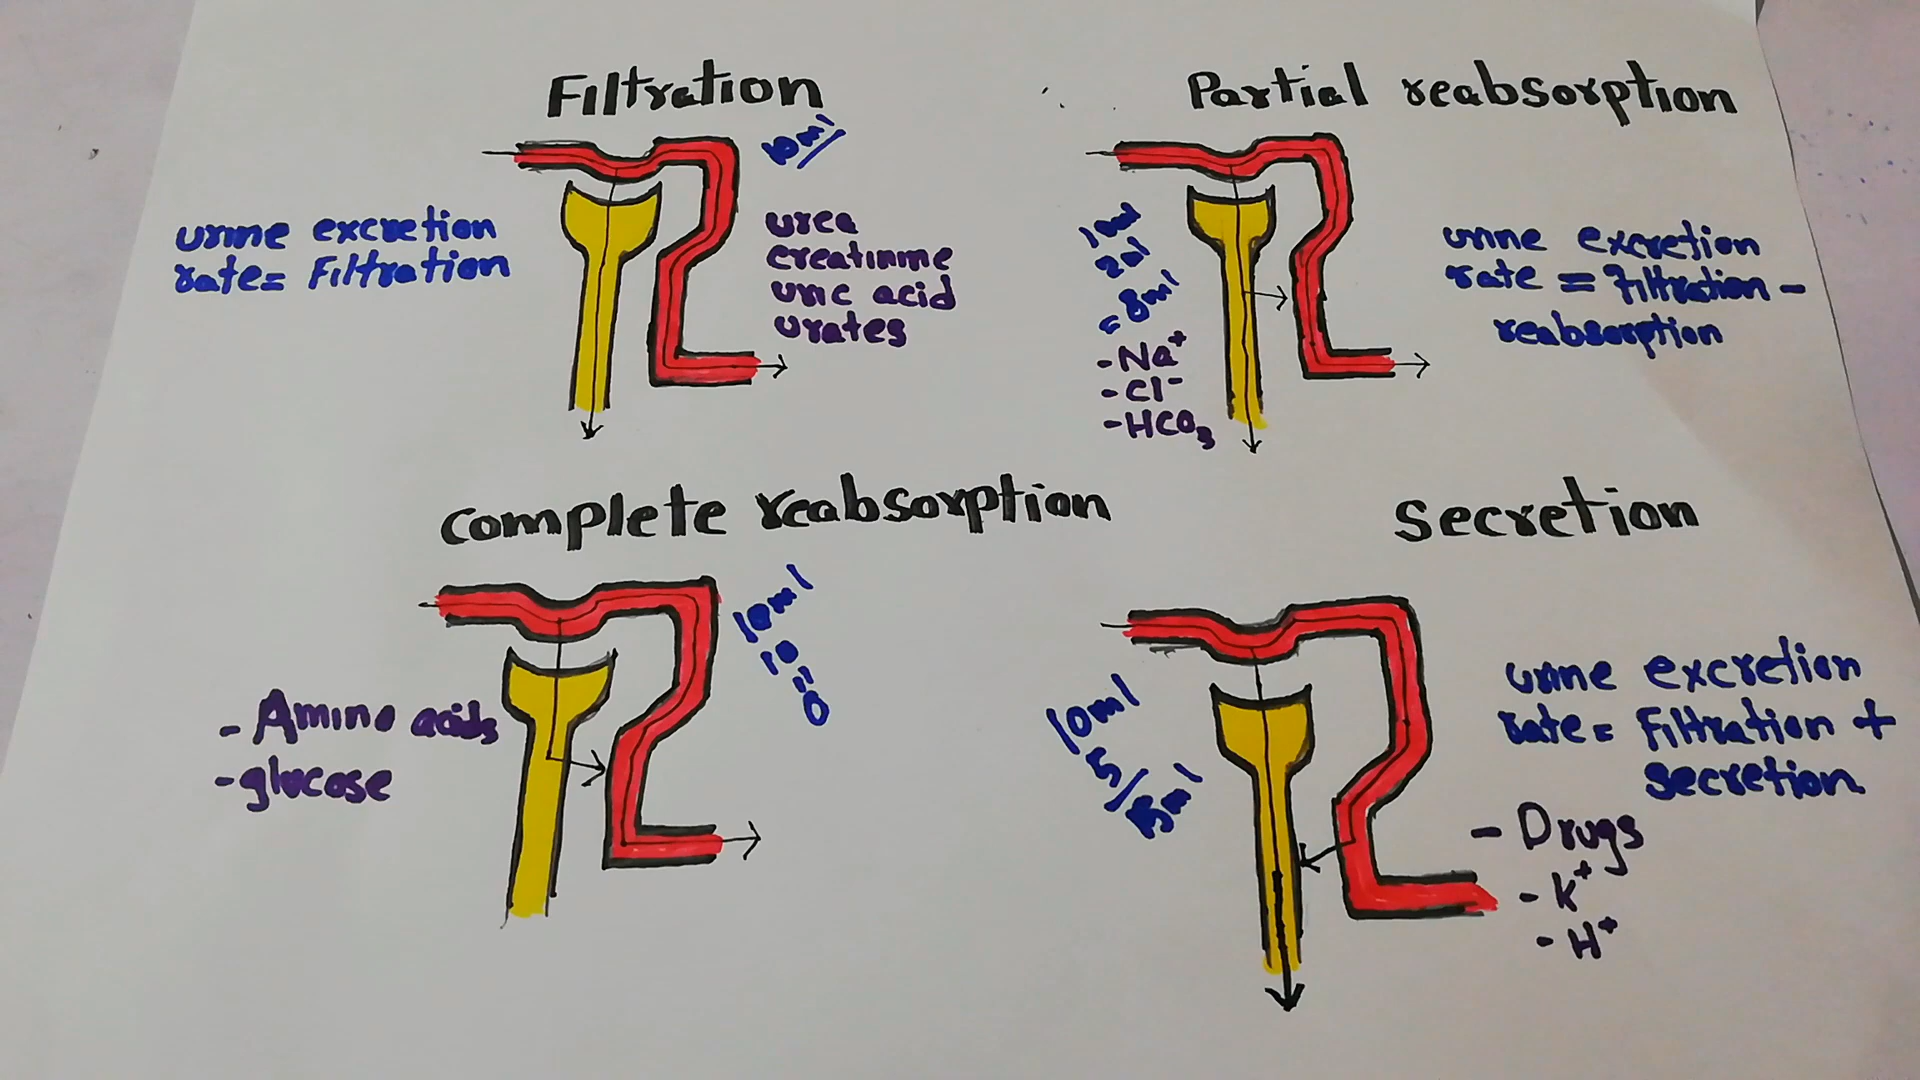 Filtration
10ml
urine excretion
rate= Filtration
urea
creatinine
uric acid
urates
Partial reabsorption
10ml
2ml
= 8ml
-Na+
-Cl-
-HCO3
urine excretion
rate = Filtration -
reabsorption
complete reabsorption
10ml
10
= 0
- Amino acids
-glucose
secretion
10ml
5/
15ml
urine excretion
rate= Filtration +
secretion
- Drugs
- K+
- H+